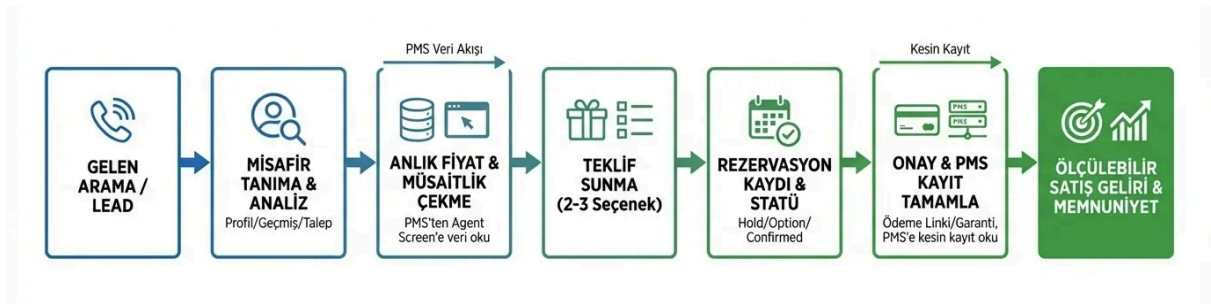 GELEN
ARAMA /
LEAD
MİSAFİR
TANIMA &
ANALİZ
Profil/Geçmiş/Talep
PMS Veri Akışı
ANLIK FİYAT &
MÜSAİTLİK
ÇEKME
PMS'ten Agent
Screen'e veri oku
TEKLİF
SUNMA
(2-3 Seçenek)
REZERVASYON
KAYDI &
STATÜ
Hold/Option/
Confirmed
Kesin Kayıt
PMS
PMS
ONAY & PMS
KAYIT
TAMAMLA
Ödeme Linki/Garanti,
PMS'e kesin kayıt oku
ÖLÇÜLEBİLİR
SATIŞ GELİRİ &
MEMNUNİYET